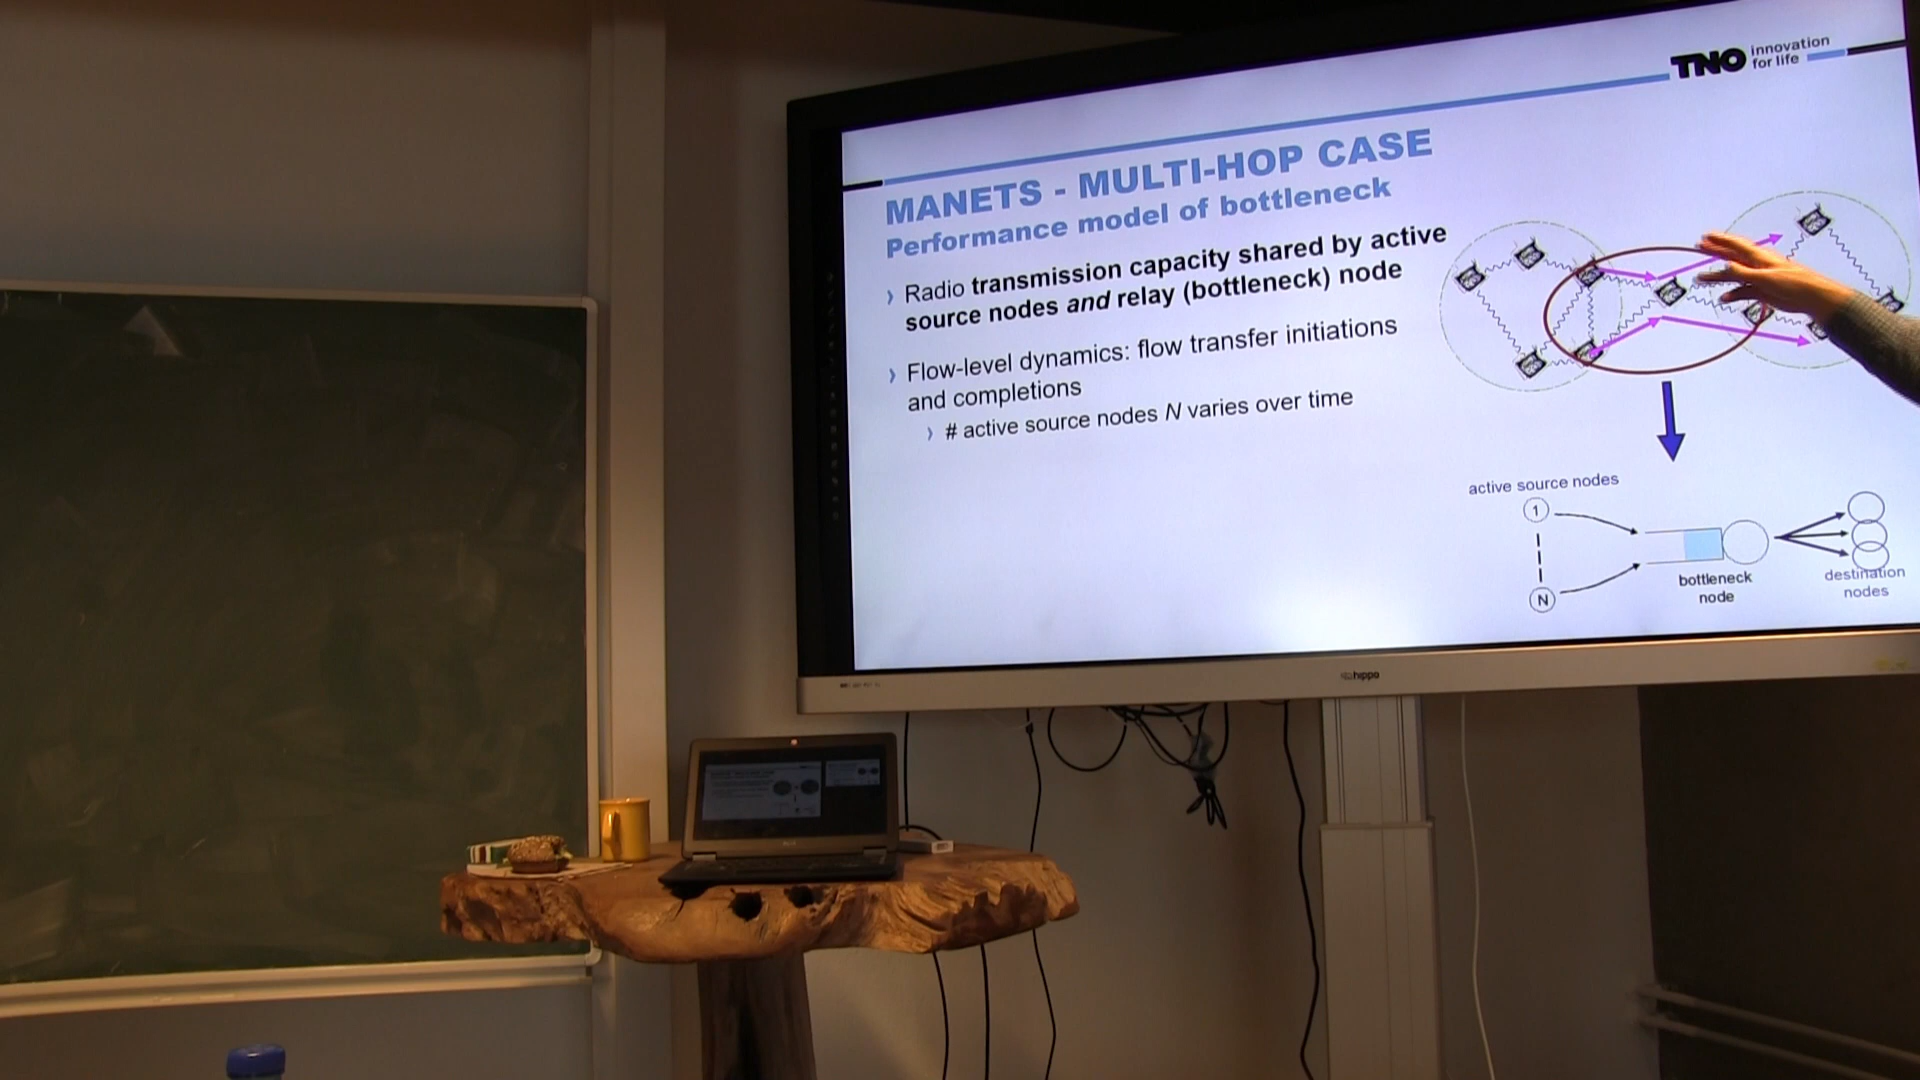 TNO innovation
for life
MANETS - MULTI-HOP CASE
Performance model of bottleneck
› Radio transmission capacity shared by active
source nodes and relay (bottleneck) node
› Flow-level dynamics: flow transfer initiations
and completions
› # active source nodes N varies over time
active source nodes
1
N
bottleneck
node
destination
nodes
hippo